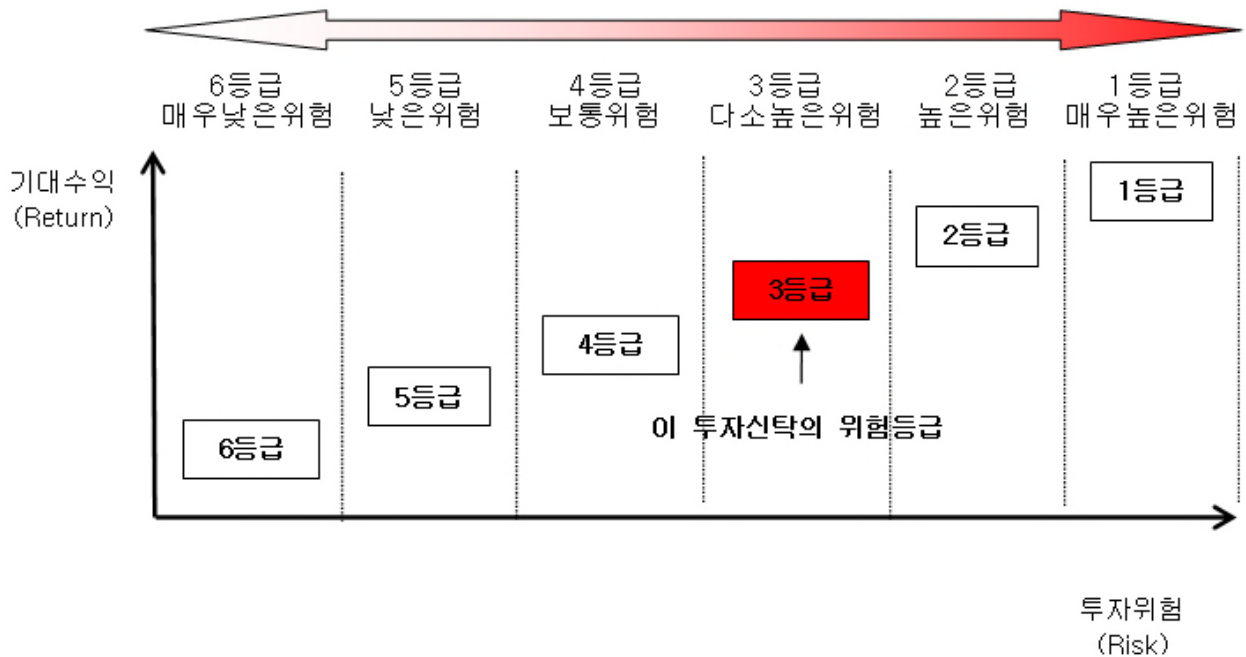 6등급 5등급 4등급 3등급 2등급 1등급
매우낮은위험 낮은위험 보통위험 다소높은위험 높은위험 매우높은위험
기대수익
(Return)
1등급
2등급
3등급
4등급
5등급
이 투자신탁의 위험등급
6등급
투자위험
(Risk)